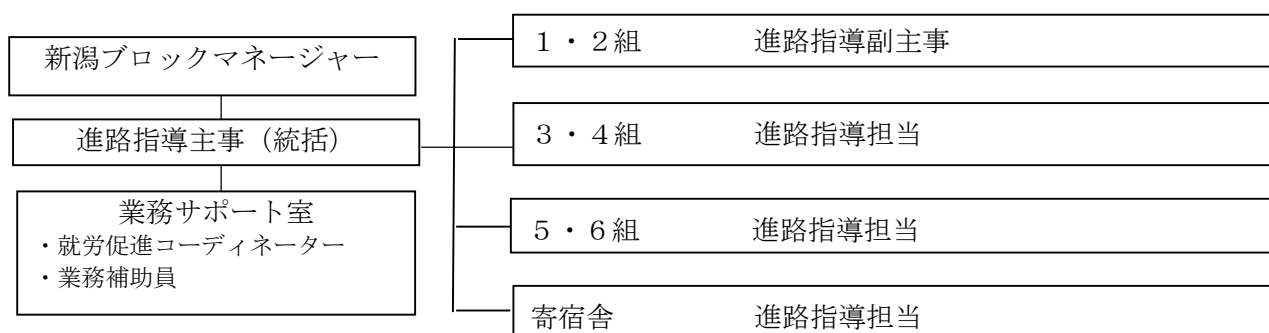 新潟ブロックマネージャー
進路指導主事（統括）
業務サポート室
・就労促進コーディネーター
・業務補助員
１・２組　進路指導副主事
３・４組　進路指導担当
５・６組　進路指導担当
寄宿舎　進路指導担当